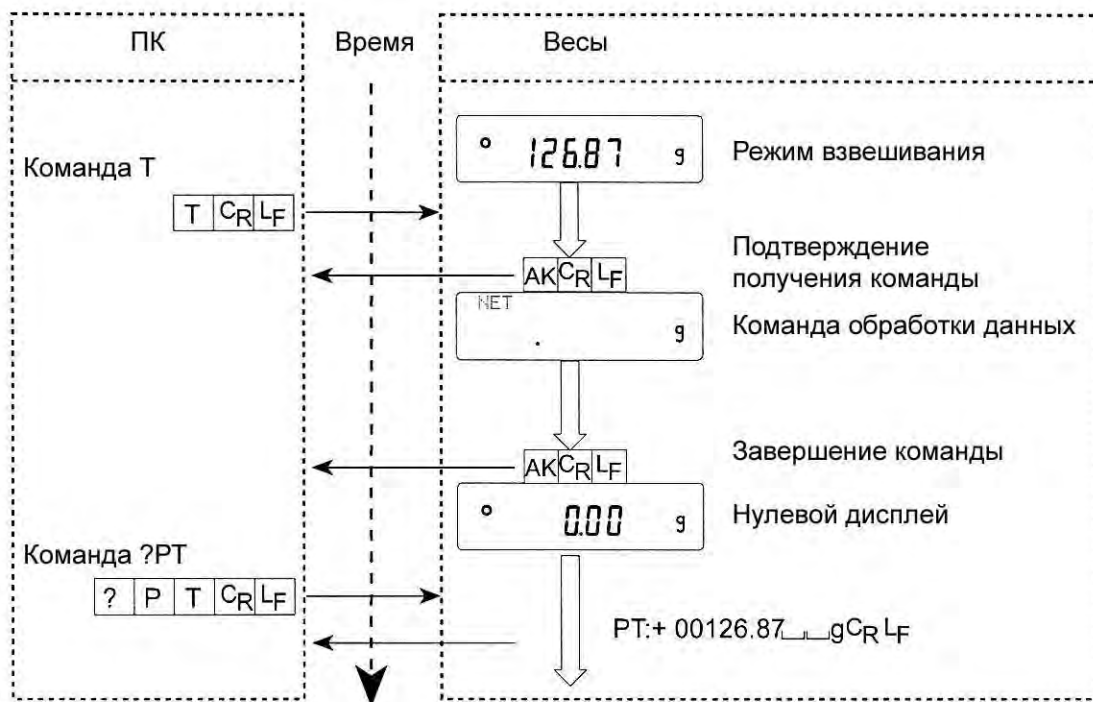 ПК Время Весы
126.87 g Режим взвешивания
Команда T
T CR LF
Подтверждение
получения команды
AK CR LF
NET
. g Команда обработки данных
Завершение команды
AK CR LF
0.00 g Нулевой дисплей
Команда ?PT
? P T CR LF
PT:+ 00126.87␣␣gCR LF